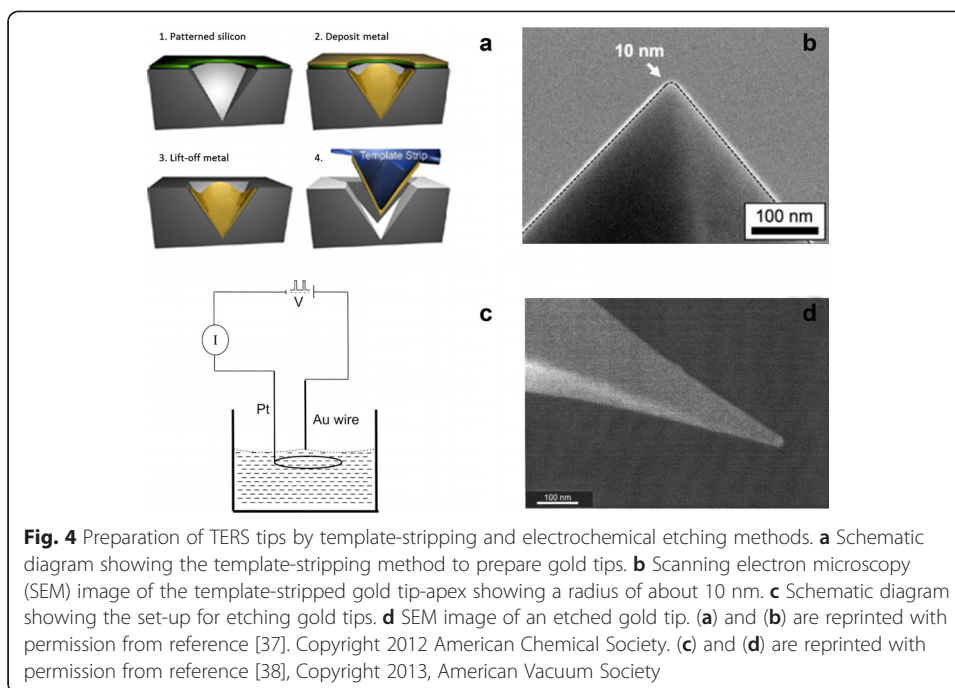 1. Patterned silicon
2. Deposit metal
a
3. Lift-off metal
4.
Template Strip
b
10 nm
100 nm
c
V
I
Pt
Au wire
d
100 nm
Fig. 4 Preparation of TERS tips by template-stripping and electrochemical etching methods. a Schematic
diagram showing the template-stripping method to prepare gold tips. b Scanning electron microscopy
(SEM) image of the template-stripped gold tip-apex showing a radius of about 10 nm. c Schematic diagram
showing the set-up for etching gold tips. d SEM image of an etched gold tip. (a) and (b) are reprinted with
permission from reference [37]. Copyright 2012 American Chemical Society. (c) and (d) are reprinted with
permission from reference [38], Copyright 2013, American Vacuum Society